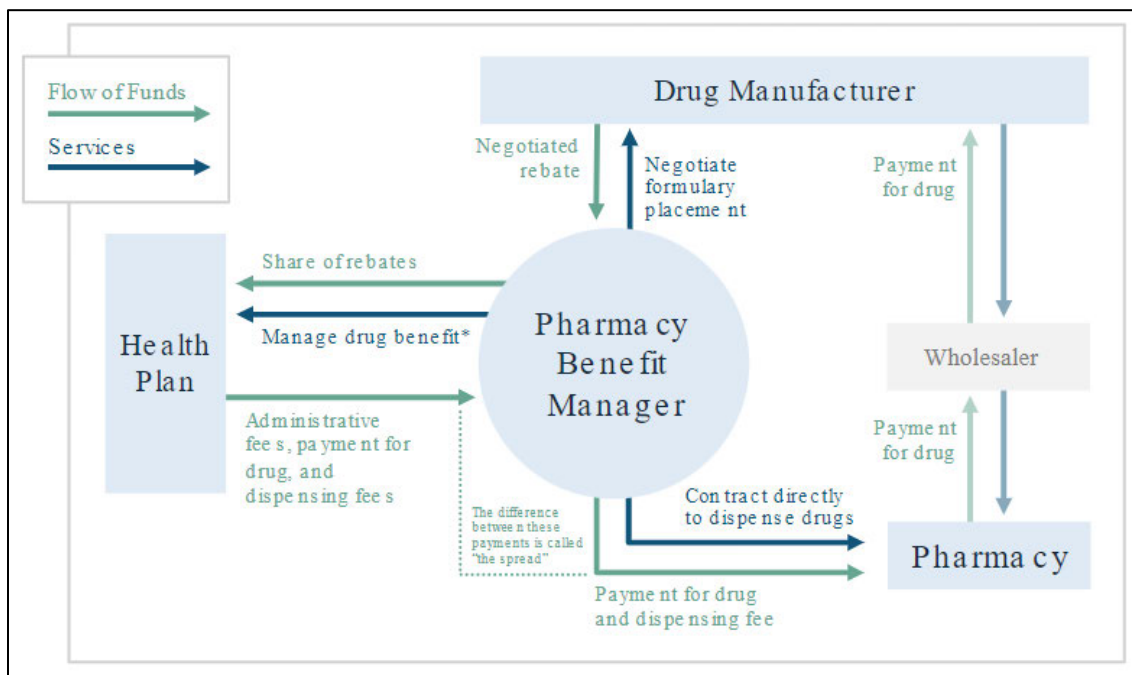 Flow of Funds
Services
Drug Manufacturer
Negotiated
rebate
Negotiate
formulary
placement
Payment
for drug
Share of rebates
Manage drug benefit*
Health
Plan
Pharmacy
Benefit
Manager
Wholesaler
Administrative
fees, payment for
drug, and
dispensing fees
Payment
for drug
The difference
between these
payments is called
"the spread"
Contract directly
to dispense drugs
Pharmacy
Payment for drug
and dispensing fee